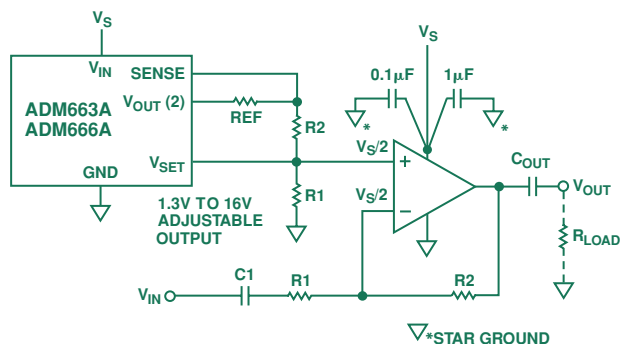 VS
VIN
SENSE
ADM663A
ADM666A
VOUT (2)
REF
R2
GND
VSET
R1
1.3V TO 16V
ADJUSTABLE
OUTPUT
VS
0.1μF
1μF
*
*
VS/2
+
VS/2
–
COUT
VOUT
RLOAD
VIN
C1
R1
R2
*STAR GROUND